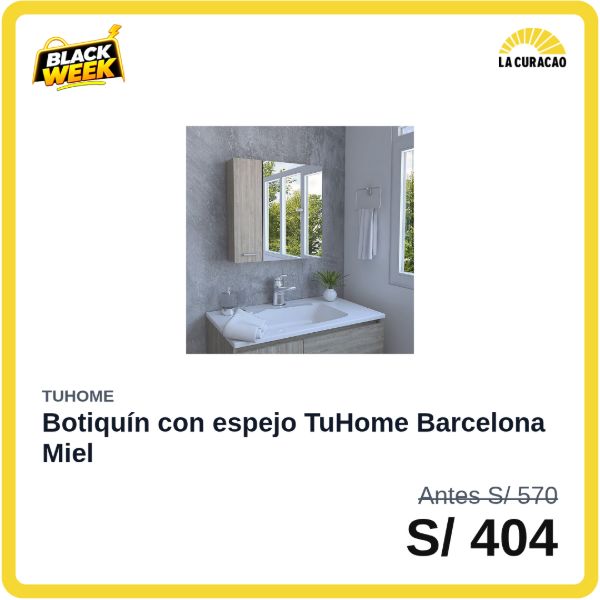 BLACK
WEEK
LA CURACAO
TUHOME
Botiquín con espejo TuHome Barcelona
Miel
Antes S/ 570
S/ 404